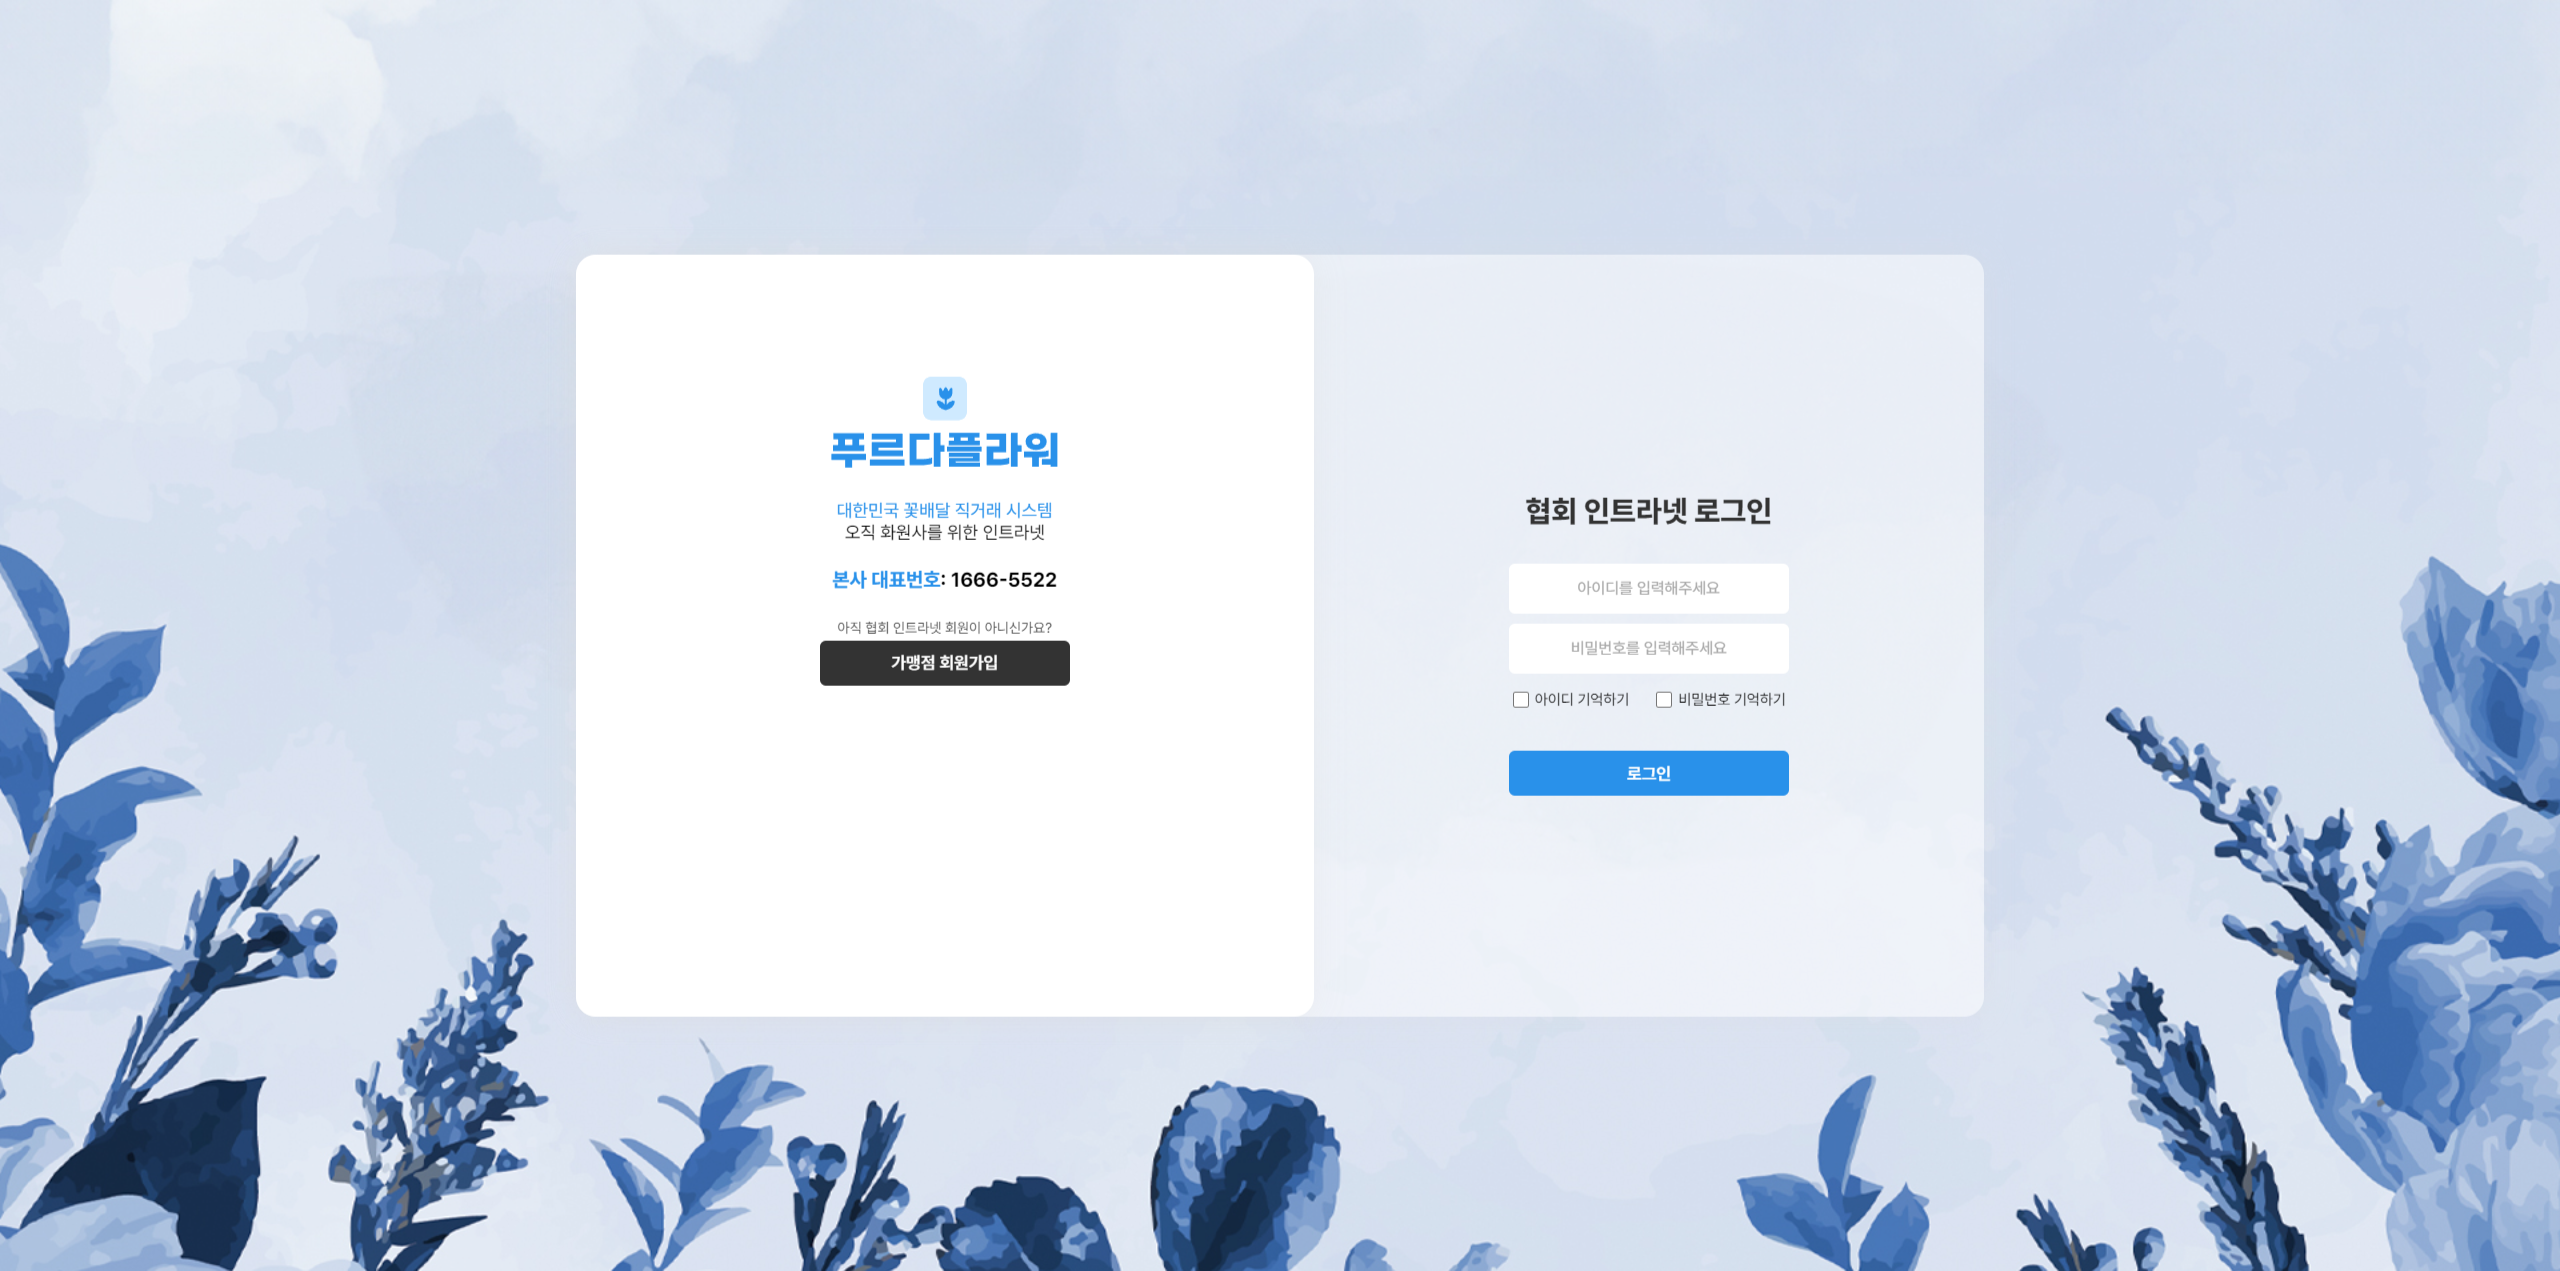 푸르다플라워
대한민국 꽃배달 직거래 시스템
오직 화원사를 위한 인트라넷
본사 대표번호: 1666-5522
아직 협회 인트라넷 회원이 아니신가요?
가맹점 회원가입
협회 인트라넷 로그인
아이디를 입력해주세요
비밀번호를 입력해주세요
아이디 기억하기 비밀번호 기억하기
로그인